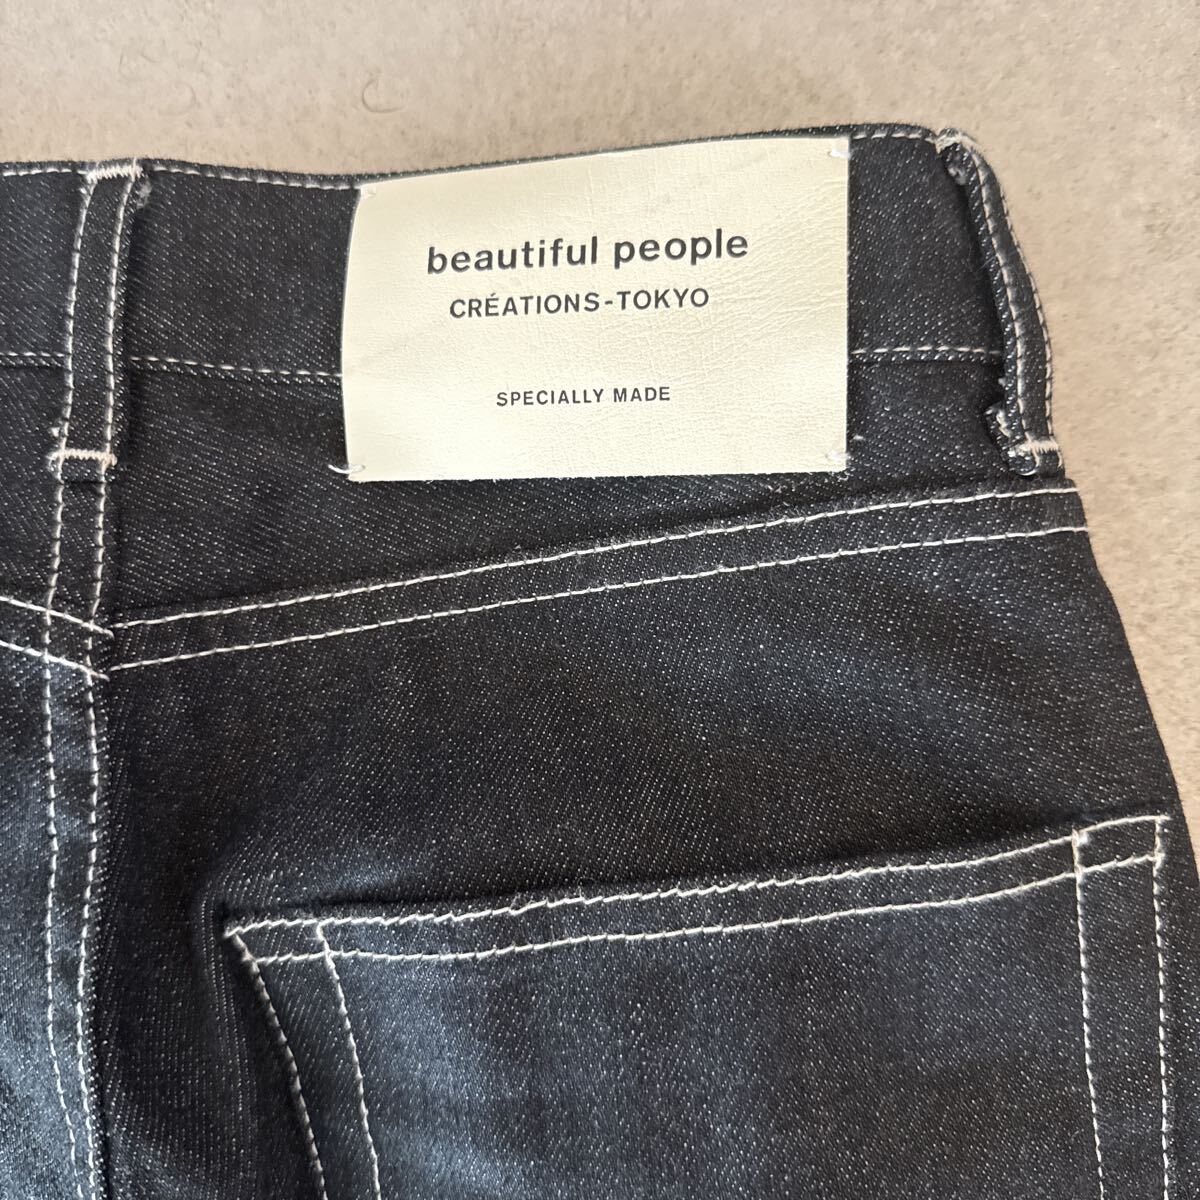 beautiful people
CRÉATIONS-TOKYO
SPECIALLY MADE